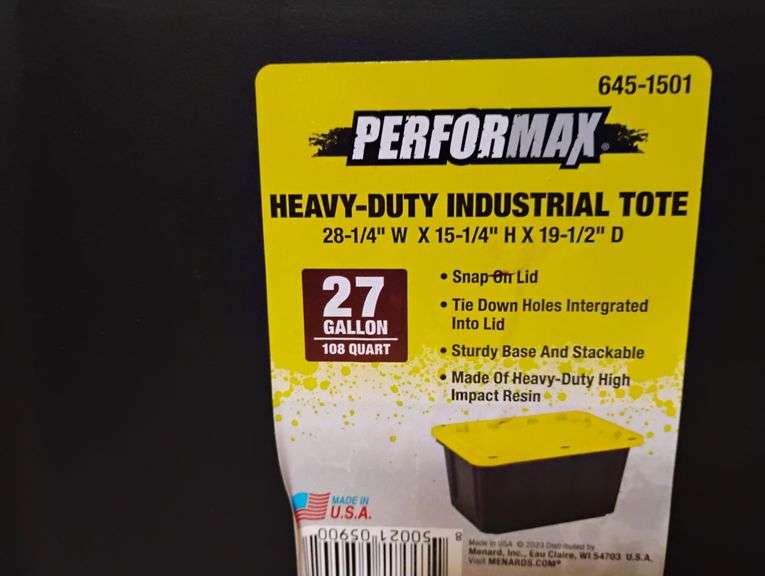 645-1501
PERFORMAX®
HEAVY-DUTY INDUSTRIAL TOTE
28-1/4" W X 15-1/4" H X 19-1/2" D
27
GALLON
108 QUART
• Snap On Lid
• Tie Down Holes Intergrated
Into Lid
• Sturdy Base And Stackable
• Made Of Heavy-Duty High
Impact Resin
MADE IN
U.S.A.
50021 05900
8
Made in USA © 2023 Distributed by
Menard, Inc., Eau Claire, WI 54703 U.S.A.
Visit MENARDS.COM®